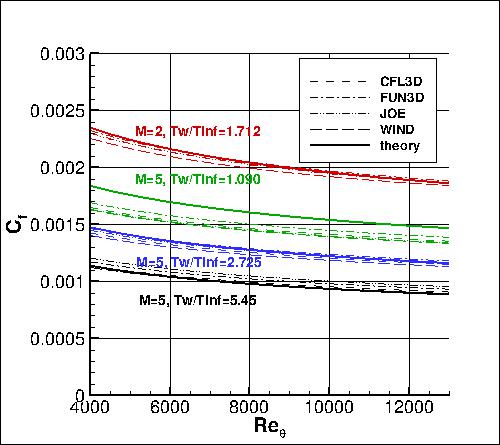 0.003
CFL3D
FUN3D
JOE
WIND
theory
0.0025
M=2, Tw/TInf=1.712
0.002
M=5, Tw/TInf=1.090
0.0015
Cf
M=5, Tw/TInf=2.725
0.001
M=5, Tw/TInf=5.45
0.0005
0
4000 6000 8000 10000 12000
Reθ